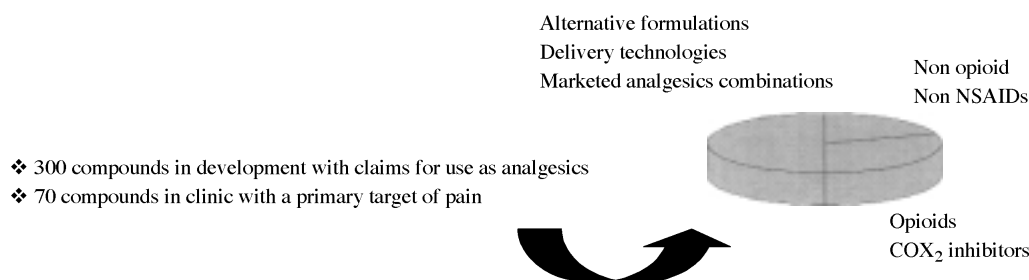 Alternative formulations
Delivery technologies
Marketed analgesics combinations
Non opioid
Non NSAIDs
❖ 300 compounds in development with claims for use as analgesics
❖ 70 compounds in clinic with a primary target of pain
Opioids
COX₂ inhibitors